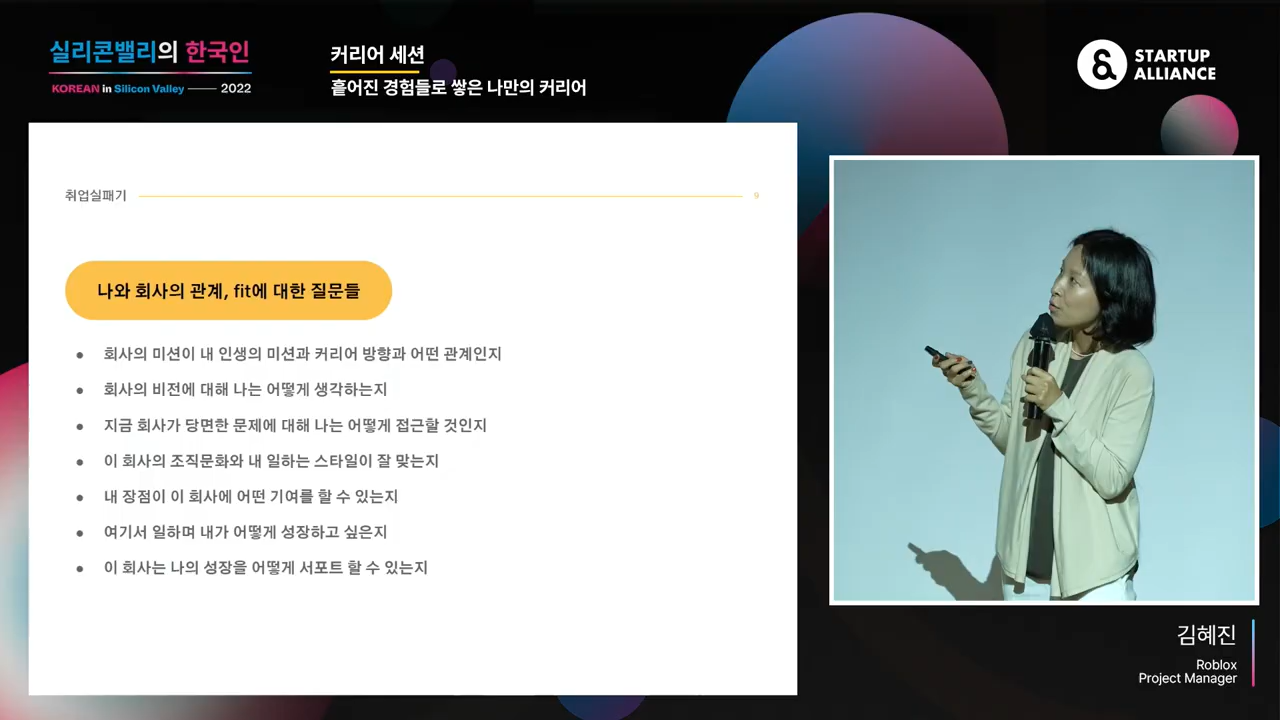 실리콘밸리의 한국인
KOREAN in Silicon Valley 2022
커리어 세션
흩어진 경험들로 쌓은 나만의 커리어
STARTUP
ALLIANCE
취업실패기
9
나와 회사의 관계, fit에 대한 질문들
• 회사의 미션이 내 인생의 미션과 커리어 방향과 어떤 관계인지
• 회사의 비전에 대해 나는 어떻게 생각하는지
• 지금 회사가 당면한 문제에 대해 나는 어떻게 접근할 것인지
• 이 회사의 조직문화와 내 일하는 스타일이 잘 맞는지
• 내 장점이 이 회사에 어떤 기여를 할 수 있는지
• 여기서 일하며 내가 어떻게 성장하고 싶은지
• 이 회사는 나의 성장을 어떻게 서포트 할 수 있는지
김혜진
Roblox
Project Manager